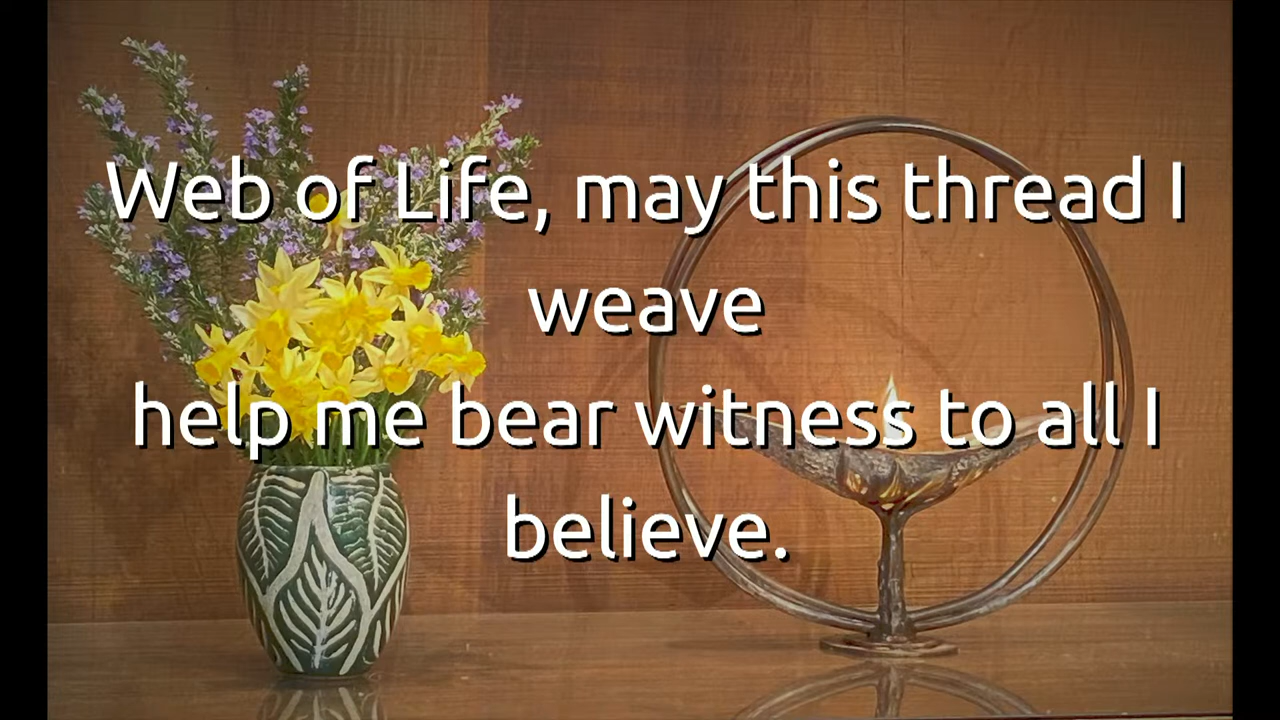 Web of Life, may this thread I
weave
help me bear witness to all I
believe.